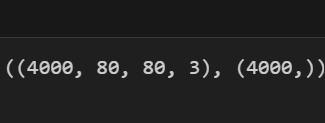 ((4000, 80, 80, 3), (4000,))